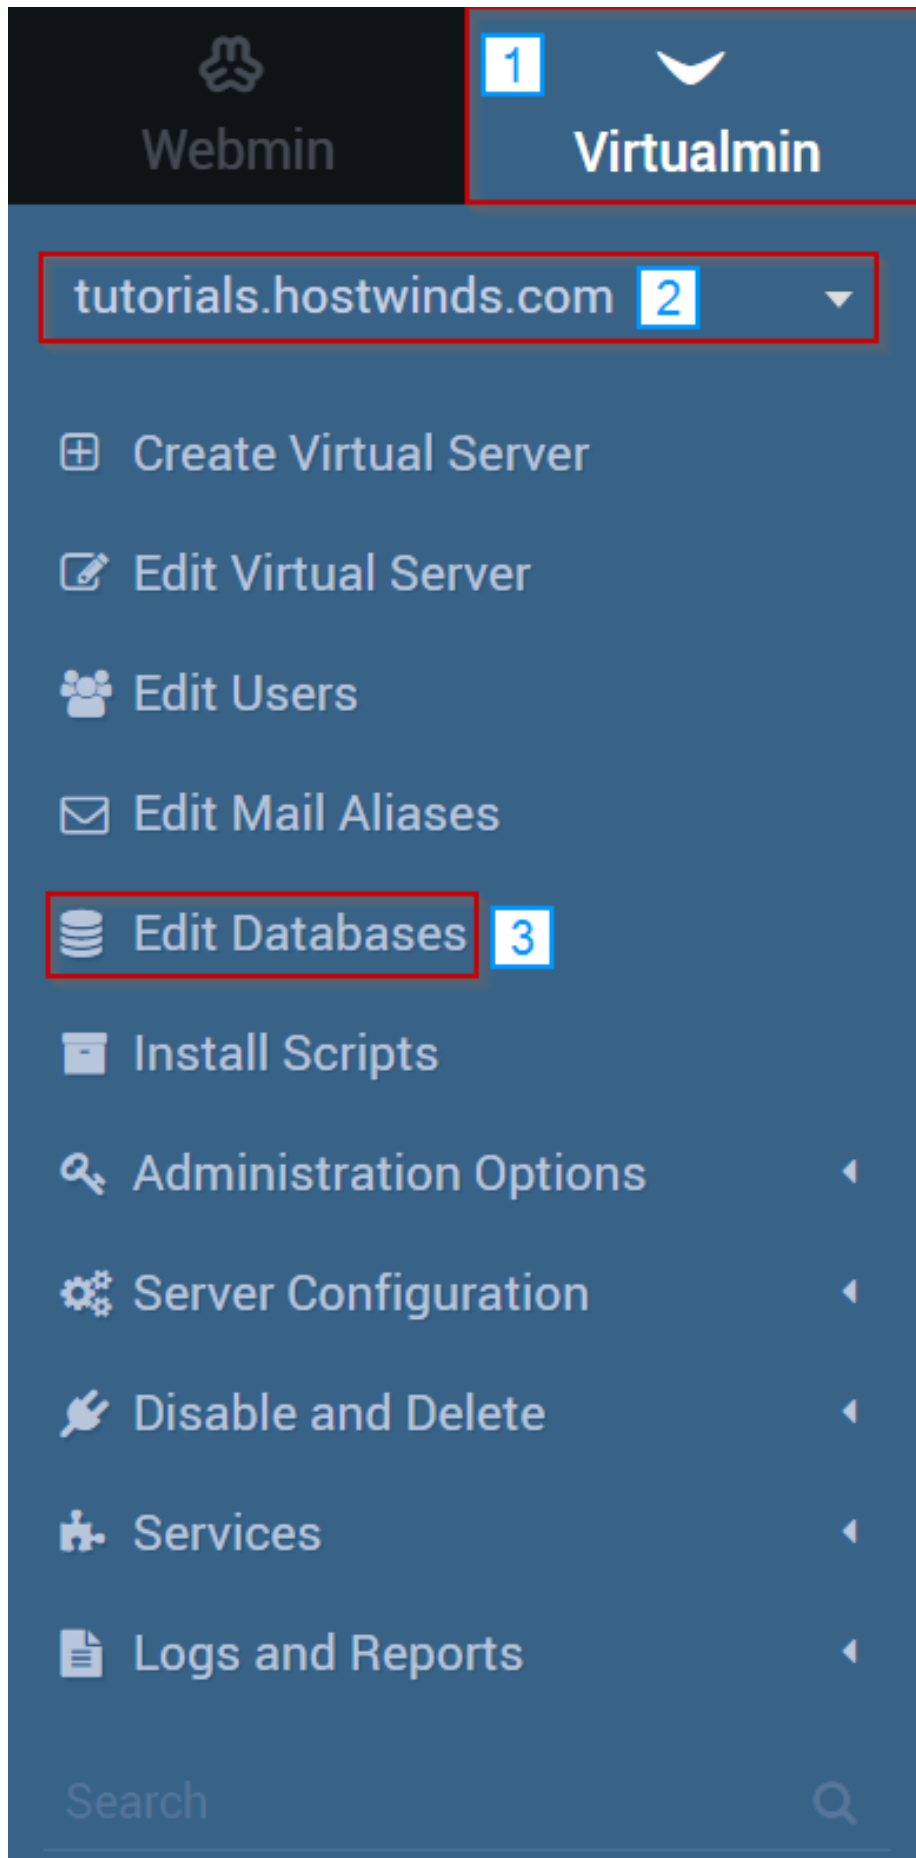 Webmin
1
Virtualmin
tutorials.hostwinds.com 2
Create Virtual Server
Edit Virtual Server
Edit Users
Edit Mail Aliases
Edit Databases 3
Install Scripts
Administration Options
Server Configuration
Disable and Delete
Services
Logs and Reports
Search